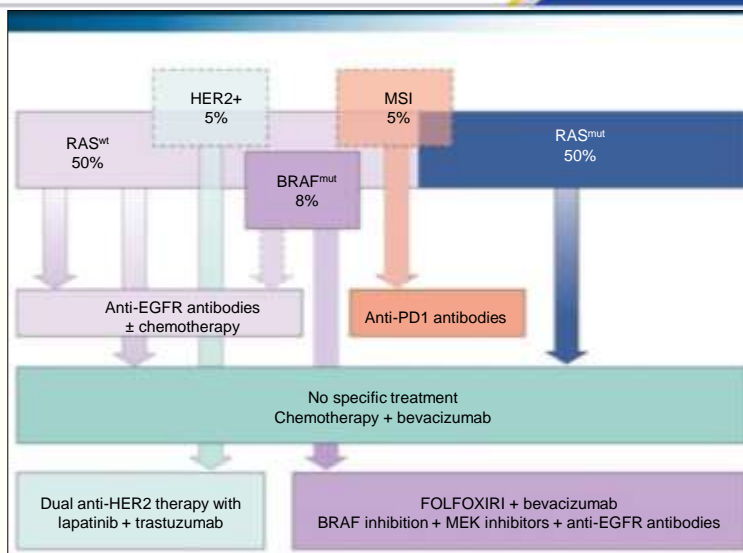 HER2+
5%
MSI
5%
RASwt
50%
RASmut
50%
BRAFmut
8%
Anti-EGFR antibodies
± chemotherapy
Anti-PD1 antibodies
No specific treatment
Chemotherapy + bevacizumab
Dual anti-HER2 therapy with
lapatinib + trastuzumab
FOLFOXIRI + bevacizumab
BRAF inhibition + MEK inhibitors + anti-EGFR antibodies